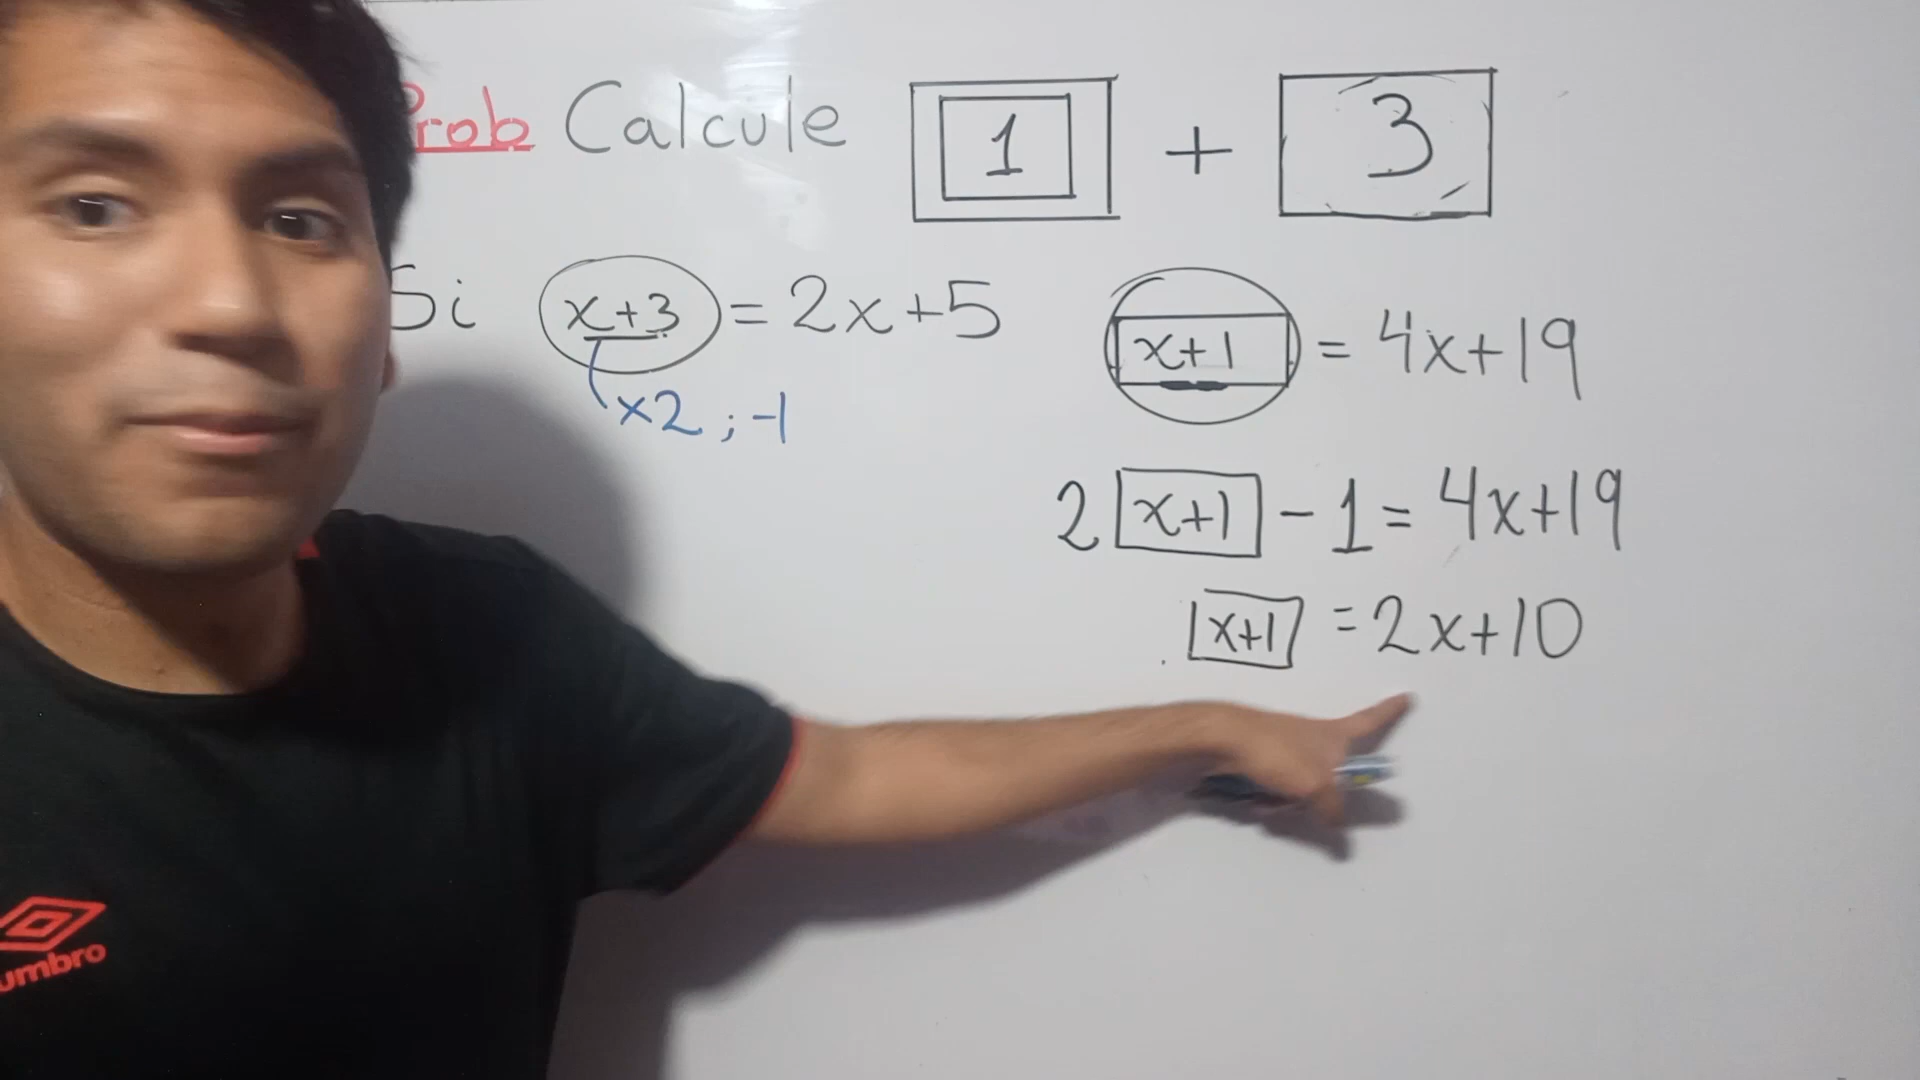 Prob Calcule 1 + 3
Si x+3 = 2x+5 x+1 = 4x+19
x2 ; -1
2 x+1 - 1 = 4x+19
x+1 = 2x+10
umbro